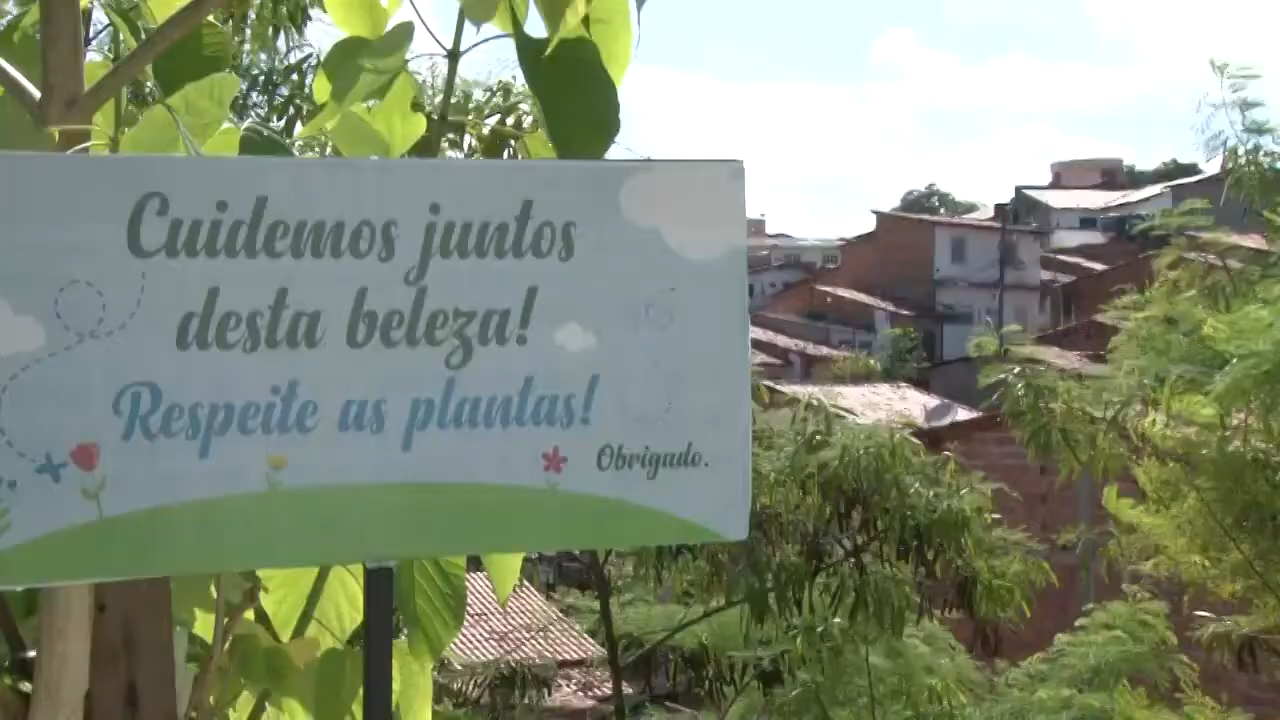 Cuidemos juntos
desta beleza!
Respeite as plantas!
Obrigado.